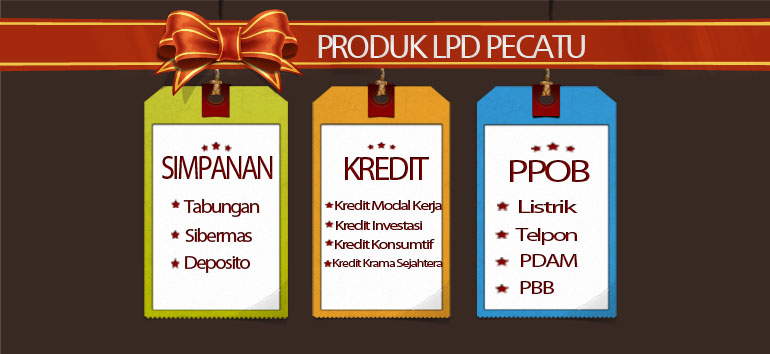 PRODUK LPD PECATU
SIMPANAN
Tabungan
Sibermas
Deposito
KREDIT
Kredit Modal Kerja
Kredit Investasi
Kredit Konsumtif
Kredit Krama Sejahtera
PPOB
Listrik
Telpon
PDAM
PBB